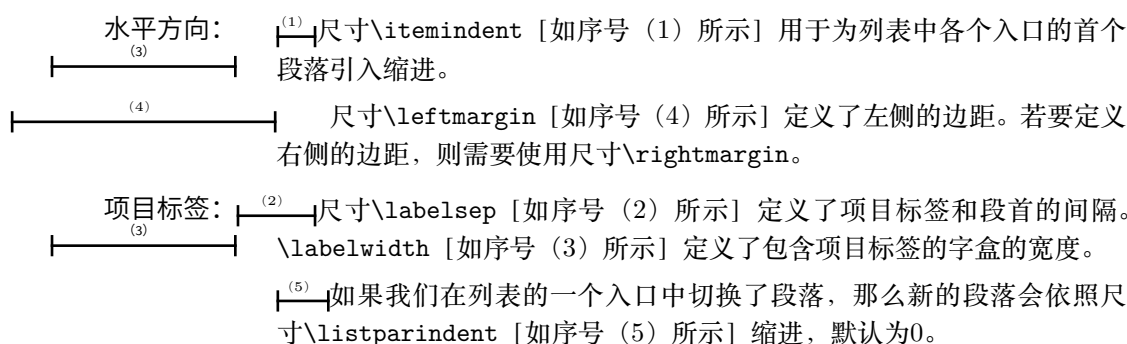 水平方向： (1) 尺寸\itemindent [如序号（1）所示] 用于为列表中各个入口的首个
(3) 段落引入缩进。
(4) 尺寸\leftmargin [如序号（4）所示] 定义了左侧的边距。若要定义
右侧的边距，则需要使用尺寸\rightmargin。
项目标签： (2) 尺寸\labelsep [如序号（2）所示] 定义了项目标签和段首的间隔。
(3) \labelwidth [如序号（3）所示] 定义了包含项目标签的字盒的宽度。
(5) 如果我们在列表的一个入口中切换了段落，那么新的段落会依照尺
寸\listparindent [如序号（5）所示] 缩进，默认为0。